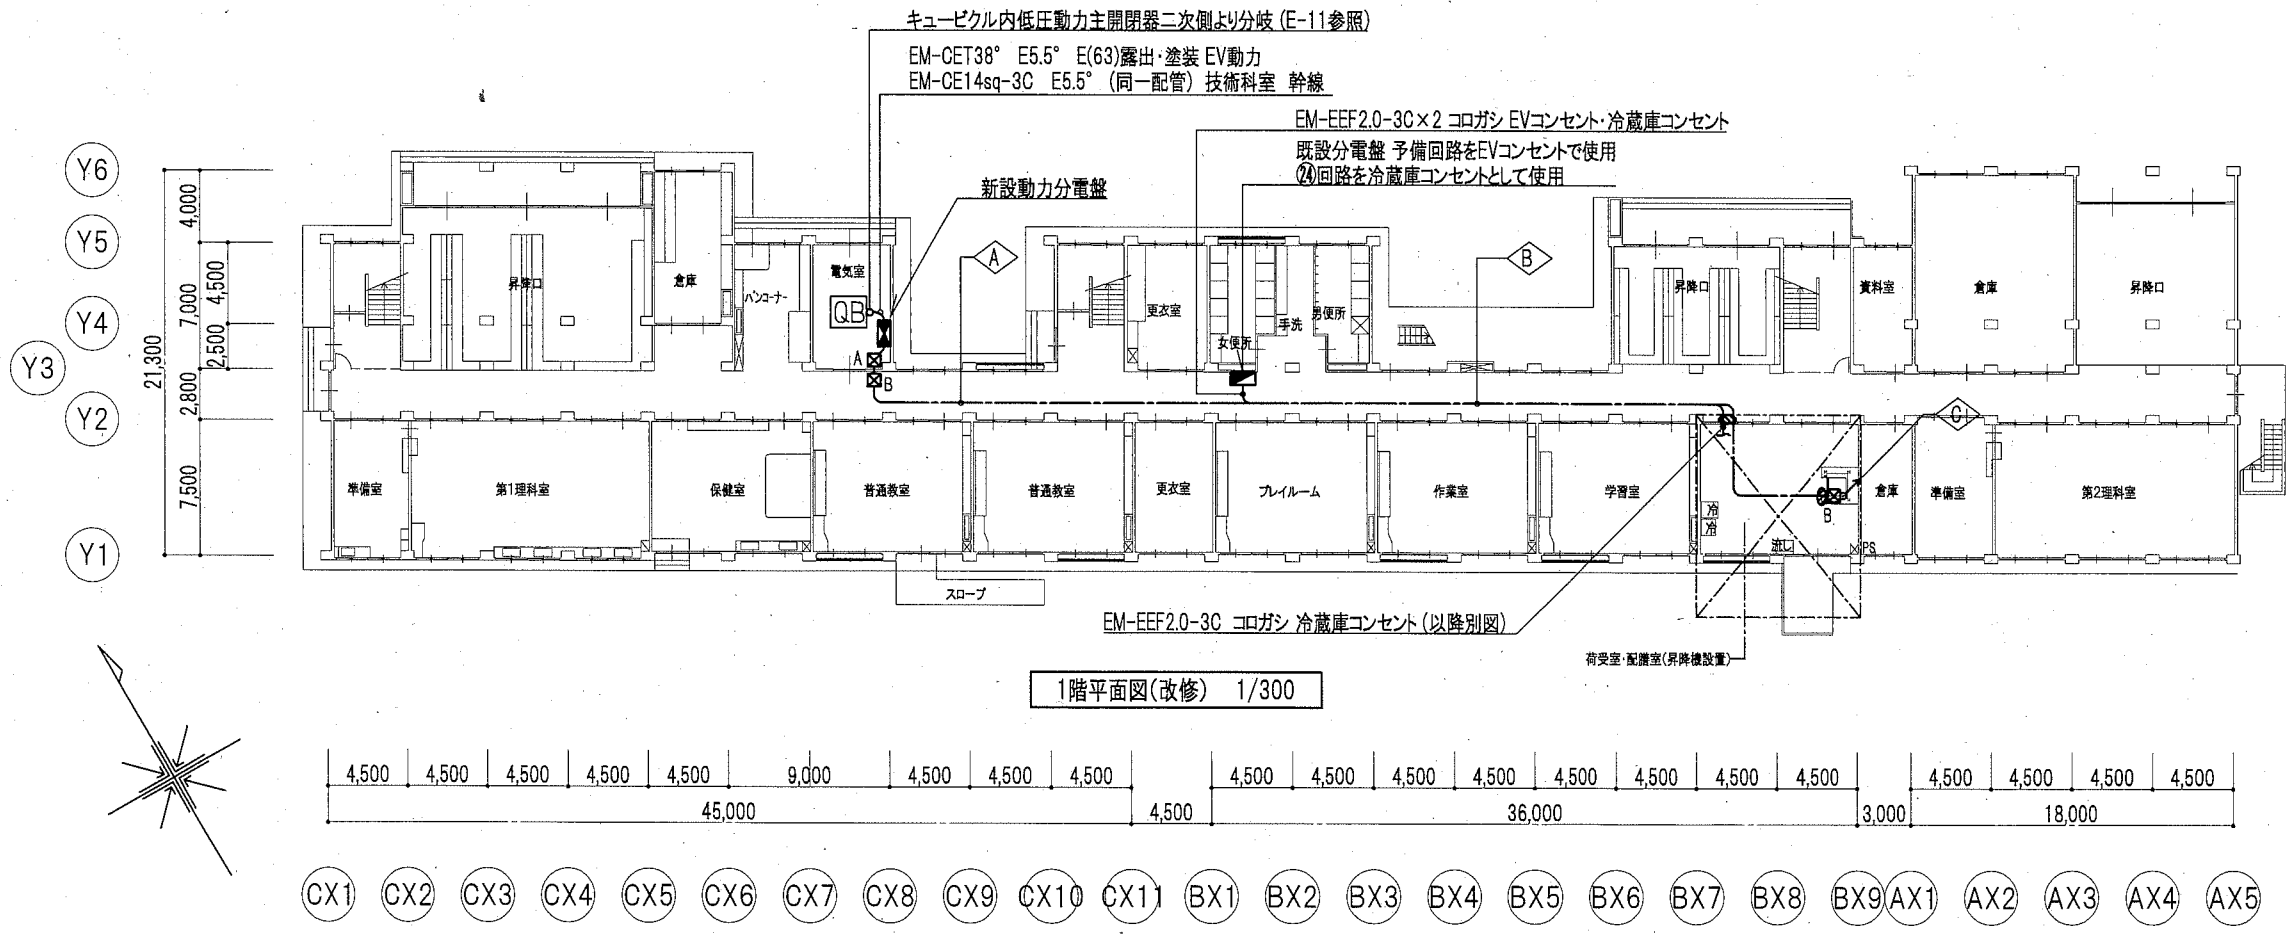 キュービクル内低圧動力主開閉器二次側より分岐 (E-11参照)
EM-CET38° E5.5° E(63)露出・塗装 EV動力
EM-CE14sq-3C E5.5° (同一配管) 技術科室 幹線
EM-EEF2.0-3C×2 コロガシ EVコンセント・冷蔵庫コンセント
既設分電盤 予備回路をEVコンセントで使用
㉔回路を冷蔵庫コンセントとして使用
新設動力分電盤
Y6
Y5
Y4
Y3
Y2
Y1
4,000
4,500
7,000
2,500
21,300
2,800
7,500
昇降口
倉庫
パンコーナー
電気室
QB
A
B
A
更衣室
女便所
手洗
男便所
B
昇降口
資料室
倉庫
昇降口
C
準備室
第1理科室
保健室
普通教室
普通教室
更衣室
プレイルーム
作業室
学習室
冷
冷
流し
B
PS
倉庫
準備室
第2理科室
スロープ
EM-EEF2.0-3C コロガシ 冷蔵庫コンセント (以降別図)
荷受室・配膳室(昇降機設置)
1階平面図(改修) 1/300
4,500 4,500 4,500 4,500 4,500 9,000 4,500 4,500 4,500 4,500 4,500 4,500 4,500 4,500 4,500 4,500 4,500 4,500 4,500 4,500 4,500
45,000 4,500 36,000 3,000 18,000
CX1 CX2 CX3 CX4 CX5 CX6 CX7 CX8 CX9 CX10 CX11 BX1 BX2 BX3 BX4 BX5 BX6 BX7 BX8 BX9 AX1 AX2 AX3 AX4 AX5